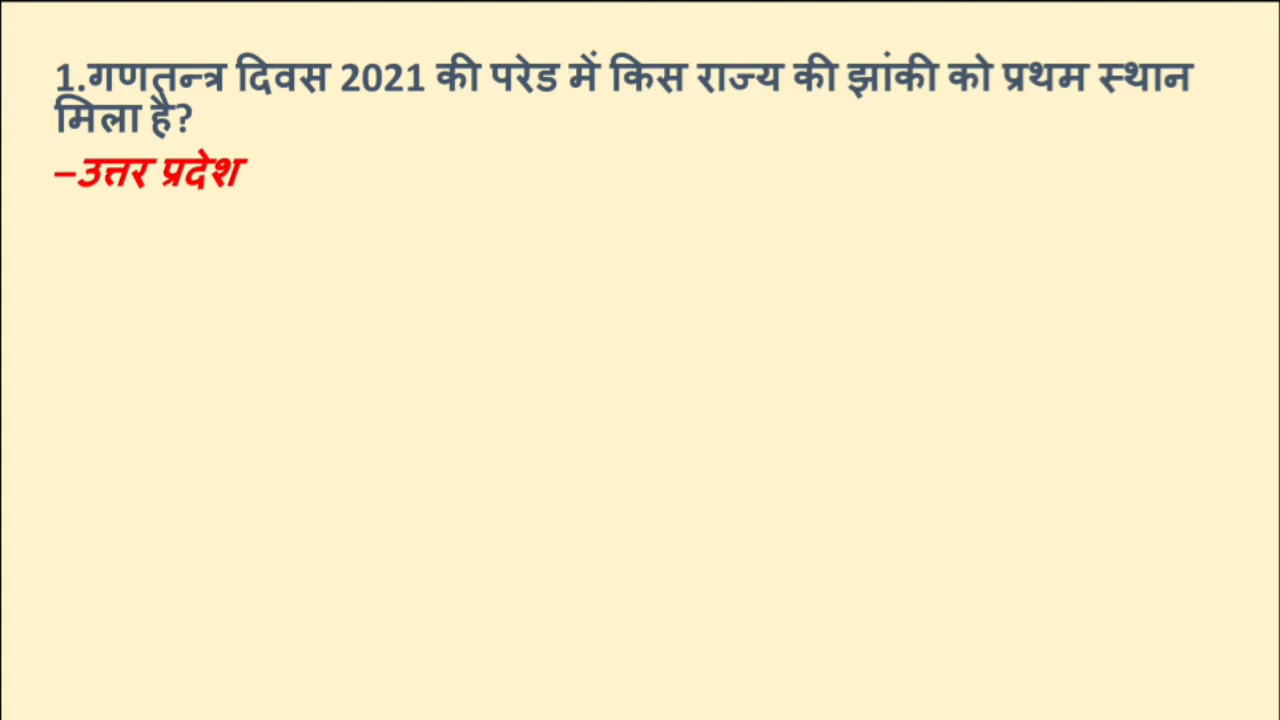 1.गणतन्त्र दिवस 2021 की परेड में किस राज्य की झांकी को प्रथम स्थान
मिला है?
–उत्तर प्रदेश